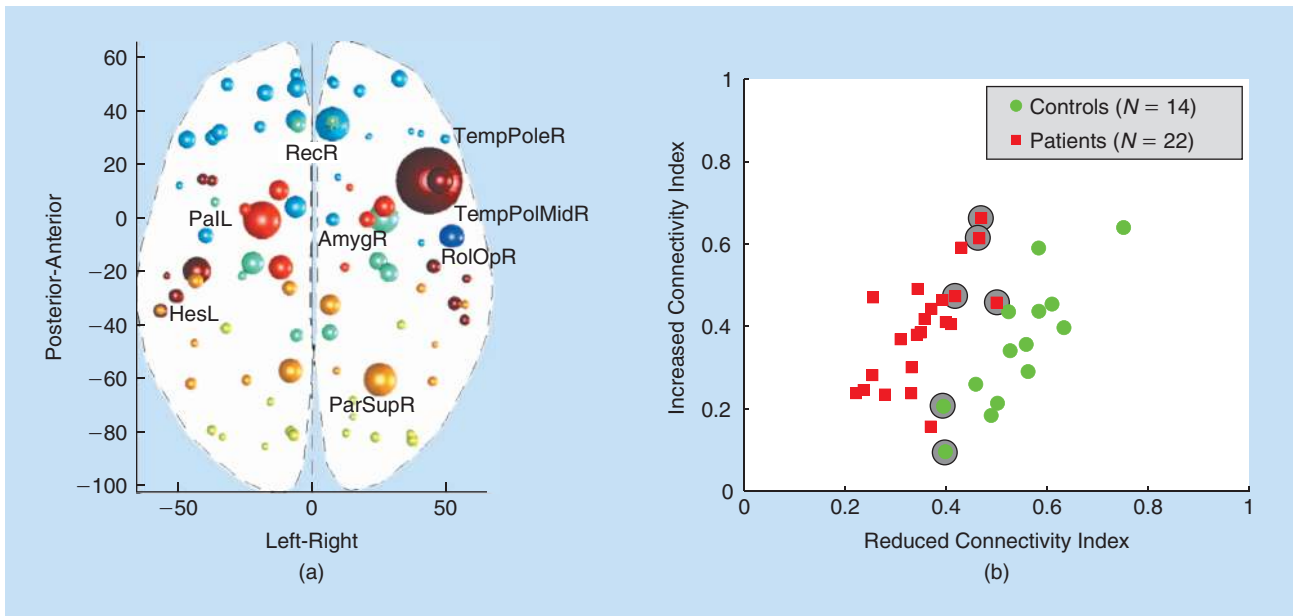 60
40
20
0
−20
−40
−60
−80
−100
Posterior-Anterior
TempPoleR
RecR
PalL
TempPolMidR
AmygR
RolOpR
HesL
ParSupR
−50
0
50
Left-Right
(a)
1
0.8
0.6
0.4
0.2
0
Increased Connectivity Index
Controls (N = 14)
Patients (N = 22)
0
0.2
0.4
0.6
0.8
1
Reduced Connectivity Index
(b)